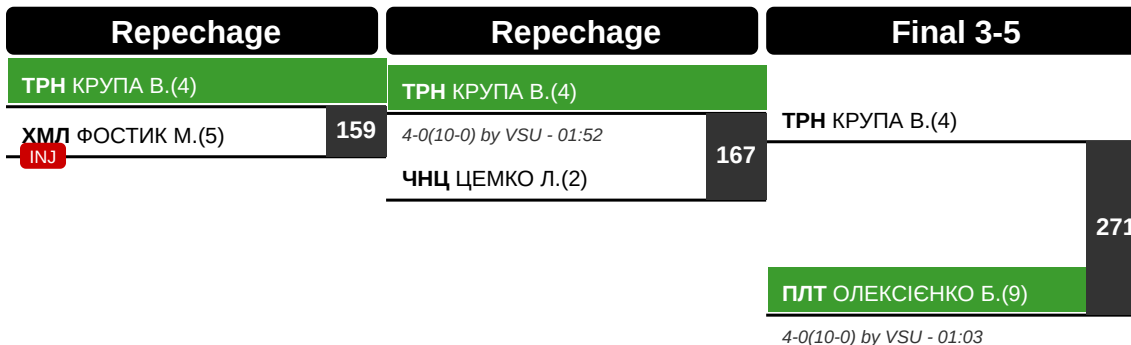 Repechage
ТРН КРУПА В.(4)
ХМЛ ФОСТИК М.(5)
INJ
159
Repechage
ТРН КРУПА В.(4)
4-0(10-0) by VSU - 01:52
ЧНЦ ЦЕМКО Л.(2)
167
Final 3-5
ТРН КРУПА В.(4)
271
ПЛТ ОЛЕКСІЄНКО Б.(9)
4-0(10-0) by VSU - 01:03